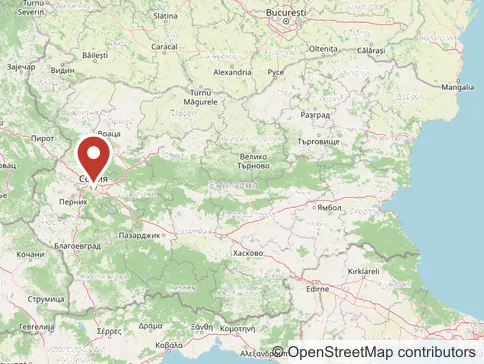 București
Slatina
Turnu
Severin
Зајечар
Băilești
Caracal
Oltenița
Călărași
Видин
Alexandria
Русе
Turnu
Măgurele
Mangalia
Разград
Пирот
Враца
Търговище
Велико
Търново
Перник
Ямбол
Пазарджик
Благоевград
Хасково
Кочани
Kırklareli
Edirne
Струмица
Гевгелија
Σέρρες
Δράμα
Ξάνθη
Κομοτηνή
Καβάλα
© OpenStreetMap contributors